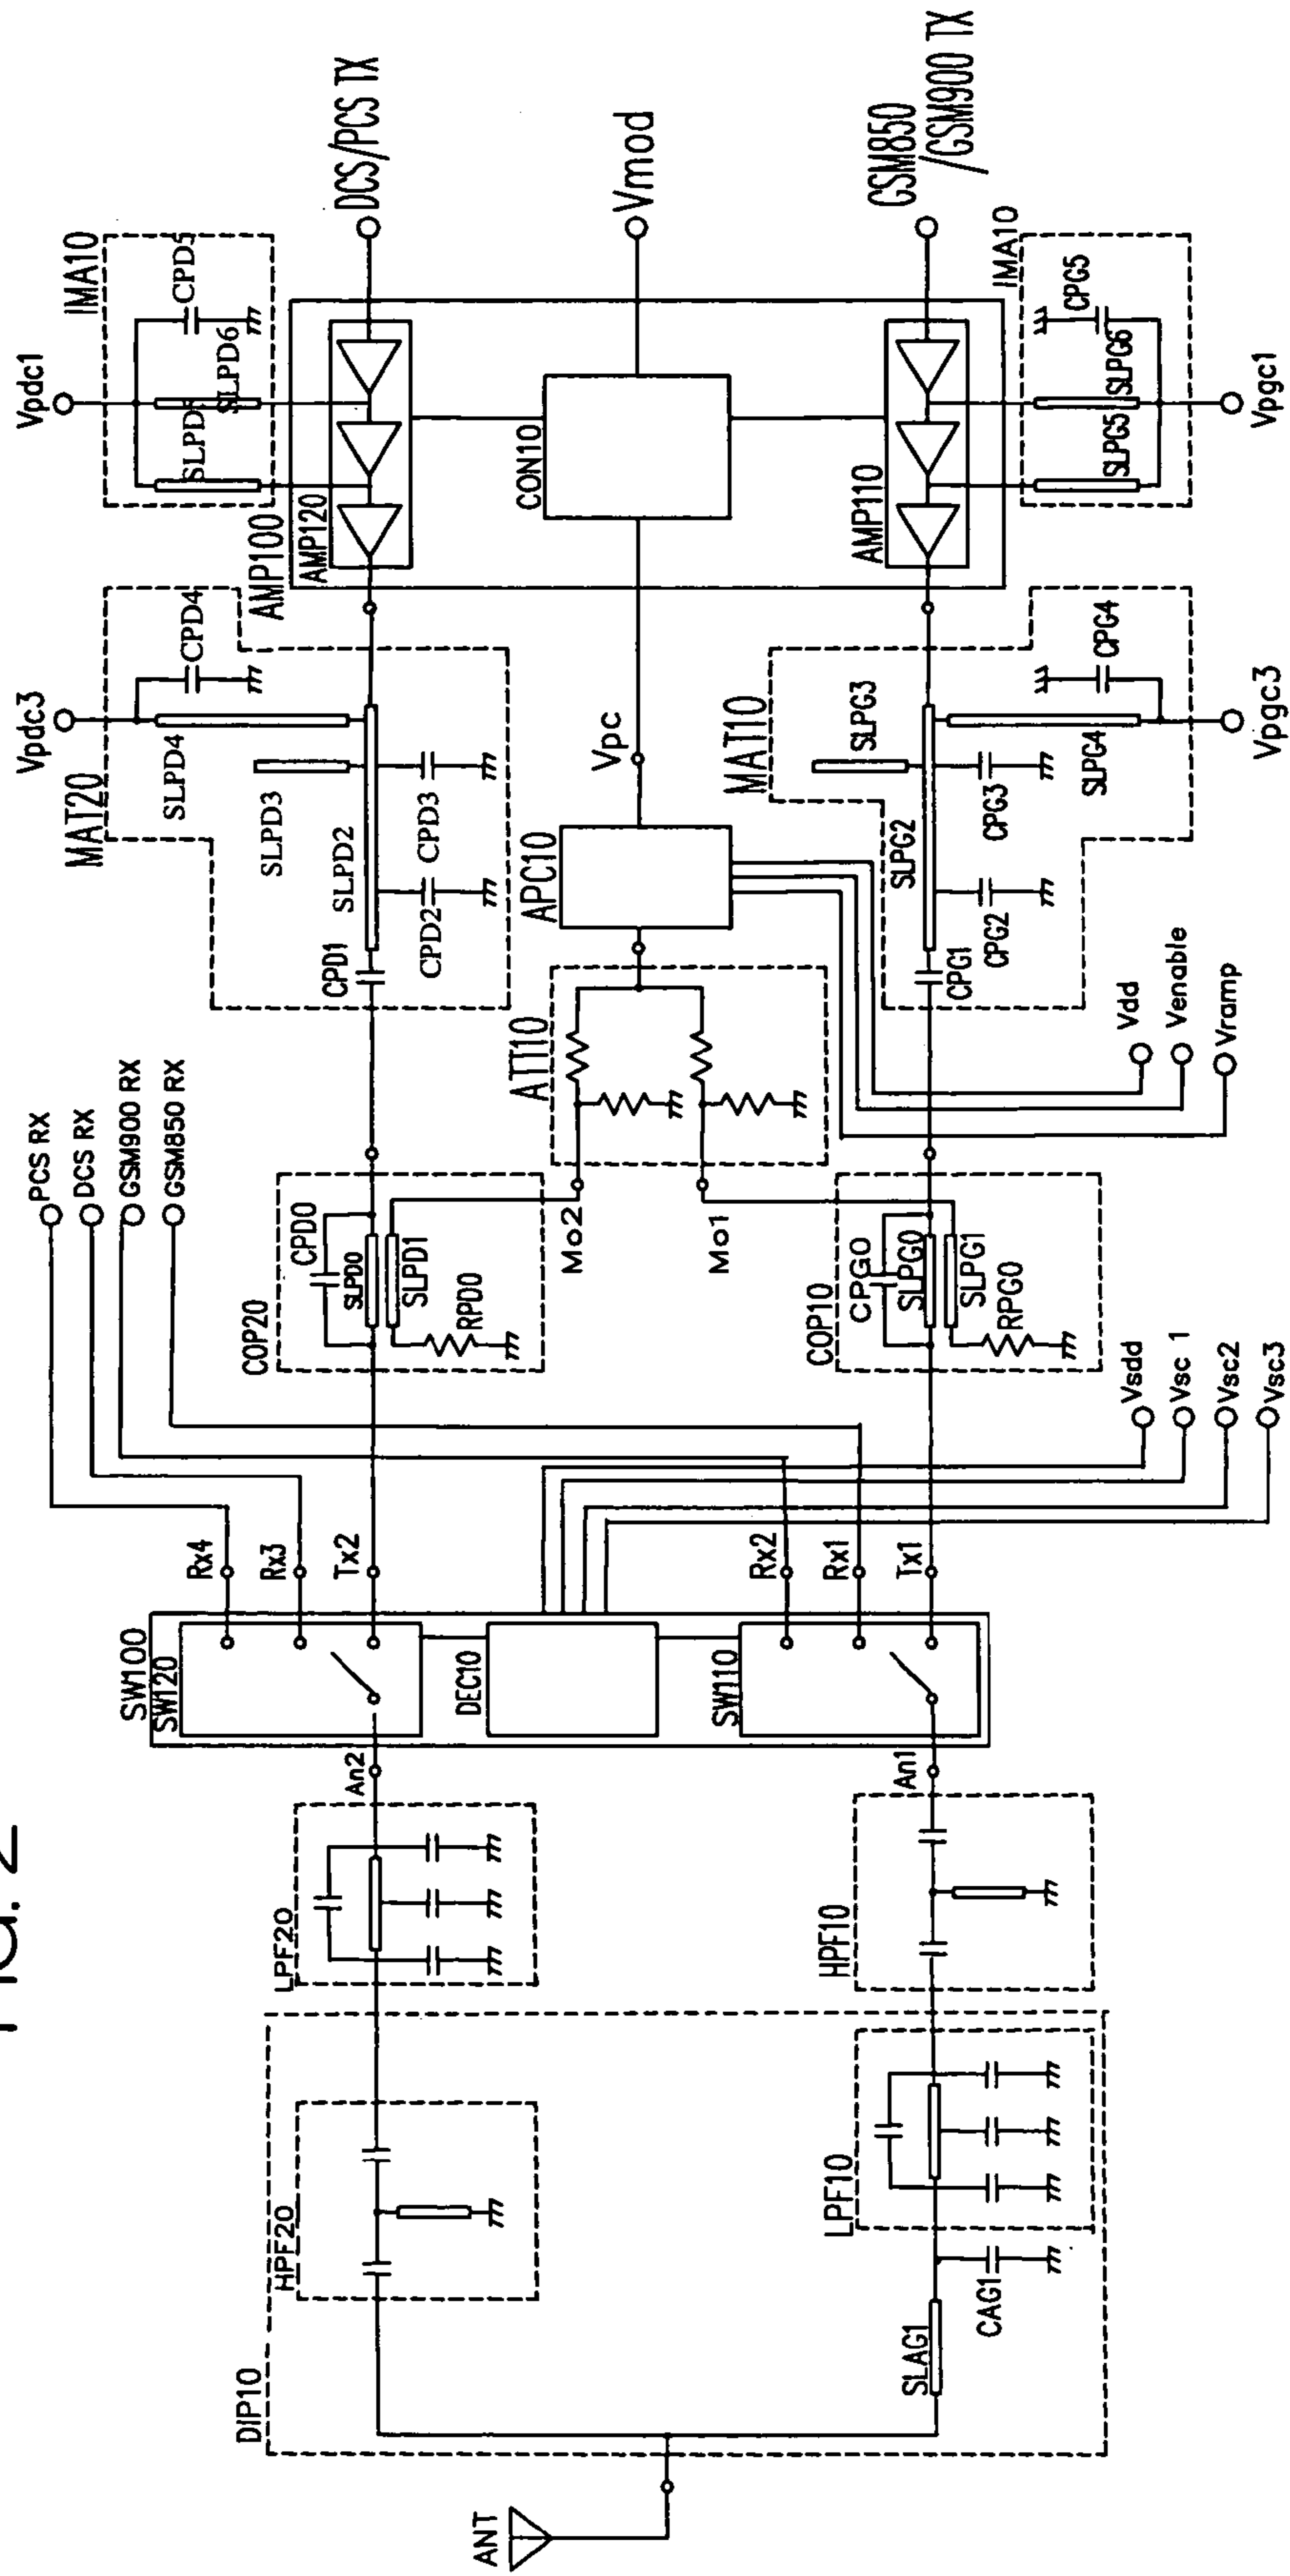 FIG. 2
Vpdc1
IMA10
CPD5
SLPD6
SLPD5
DCS/PCS TX
Vmod
GSM850
/GSM900 TX
AMP100
AMP120
CON10
AMP110
IMA10
CPG5
SLPG6
SLPG5
Vpgc1
Vpdc3
MAT20
CPD4
SLPD4
SLPD3
SLPD2
CPD3
CPD2
CPD1
Vpc
APC10
MAT10
SLPG3
CPG4
SLPG4
SLPG2
CPG3
CPG2
CPG1
Vpgc3
ATT10
Vdd
Venable
Vramp
PCS RX
DCS RX
GSM900 RX
GSM850 RX
COP20
CPD0
SLPD0
SLPD1
RPD0
Mo2
Mo1
COP10
CPG0
SLPG0
SLPG1
RPG0
Vsdd
Vsc 1
Vsc2
Vsc3
Rx4
Rx3
Tx2
Rx2
Rx1
Tx1
SW100
SW120
DEC10
SW110
An2
An1
LPF20
HPF10
DIP10
HPF20
LPF10
SLAG1
CAG1
ANT